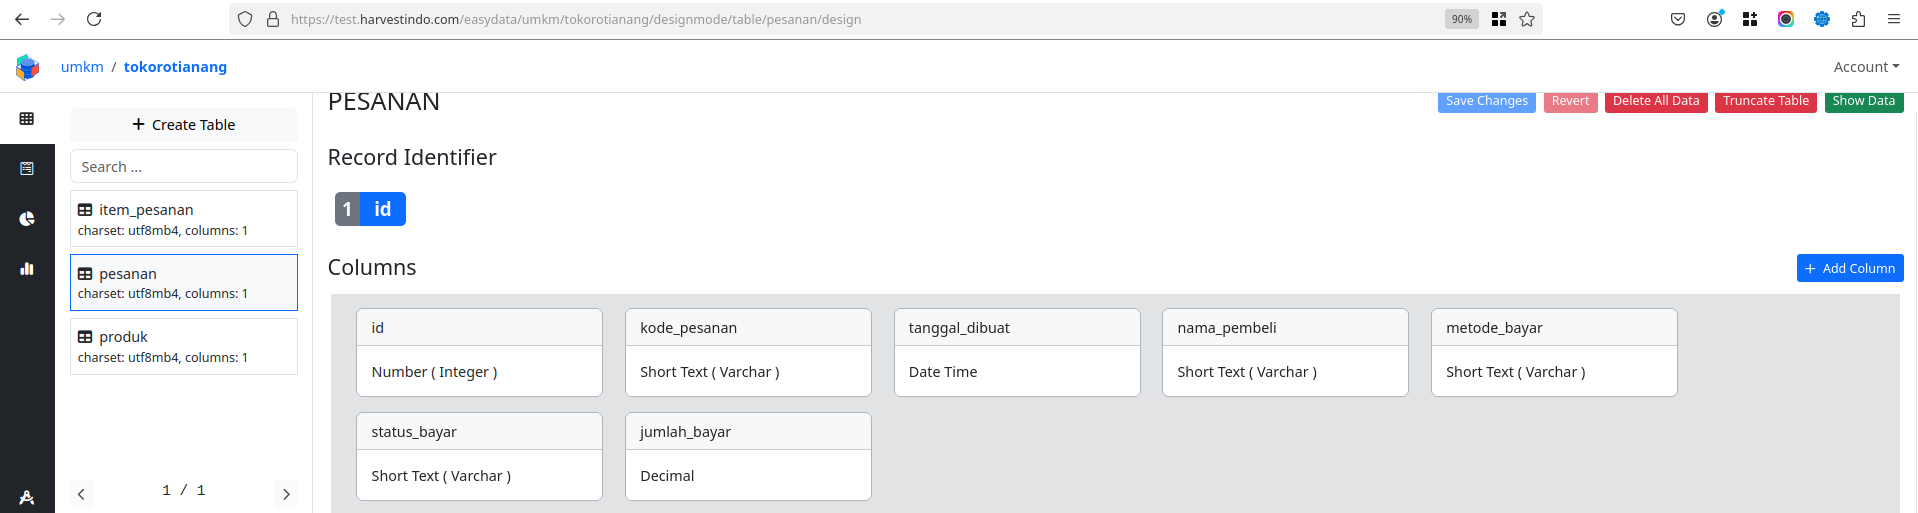 https://test.harvestindo.com/easydata/umkm/tokorotianang/designmode/table/pesanan/design
90%
umkm / tokorotianang
Account
Create Table
Search ...
item_pesanan
charset: utf8mb4, columns: 1
pesanan
charset: utf8mb4, columns: 1
produk
charset: utf8mb4, columns: 1
1 / 1
PESANAN
Save Changes
Revert
Delete All Data
Truncate Table
Show Data
Record Identifier
1 id
Columns
+ Add Column
id
Number ( Integer )
kode_pesanan
Short Text ( Varchar )
tanggal_dibuat
Date Time
nama_pembeli
Short Text ( Varchar )
metode_bayar
Short Text ( Varchar )
status_bayar
Short Text ( Varchar )
jumlah_bayar
Decimal